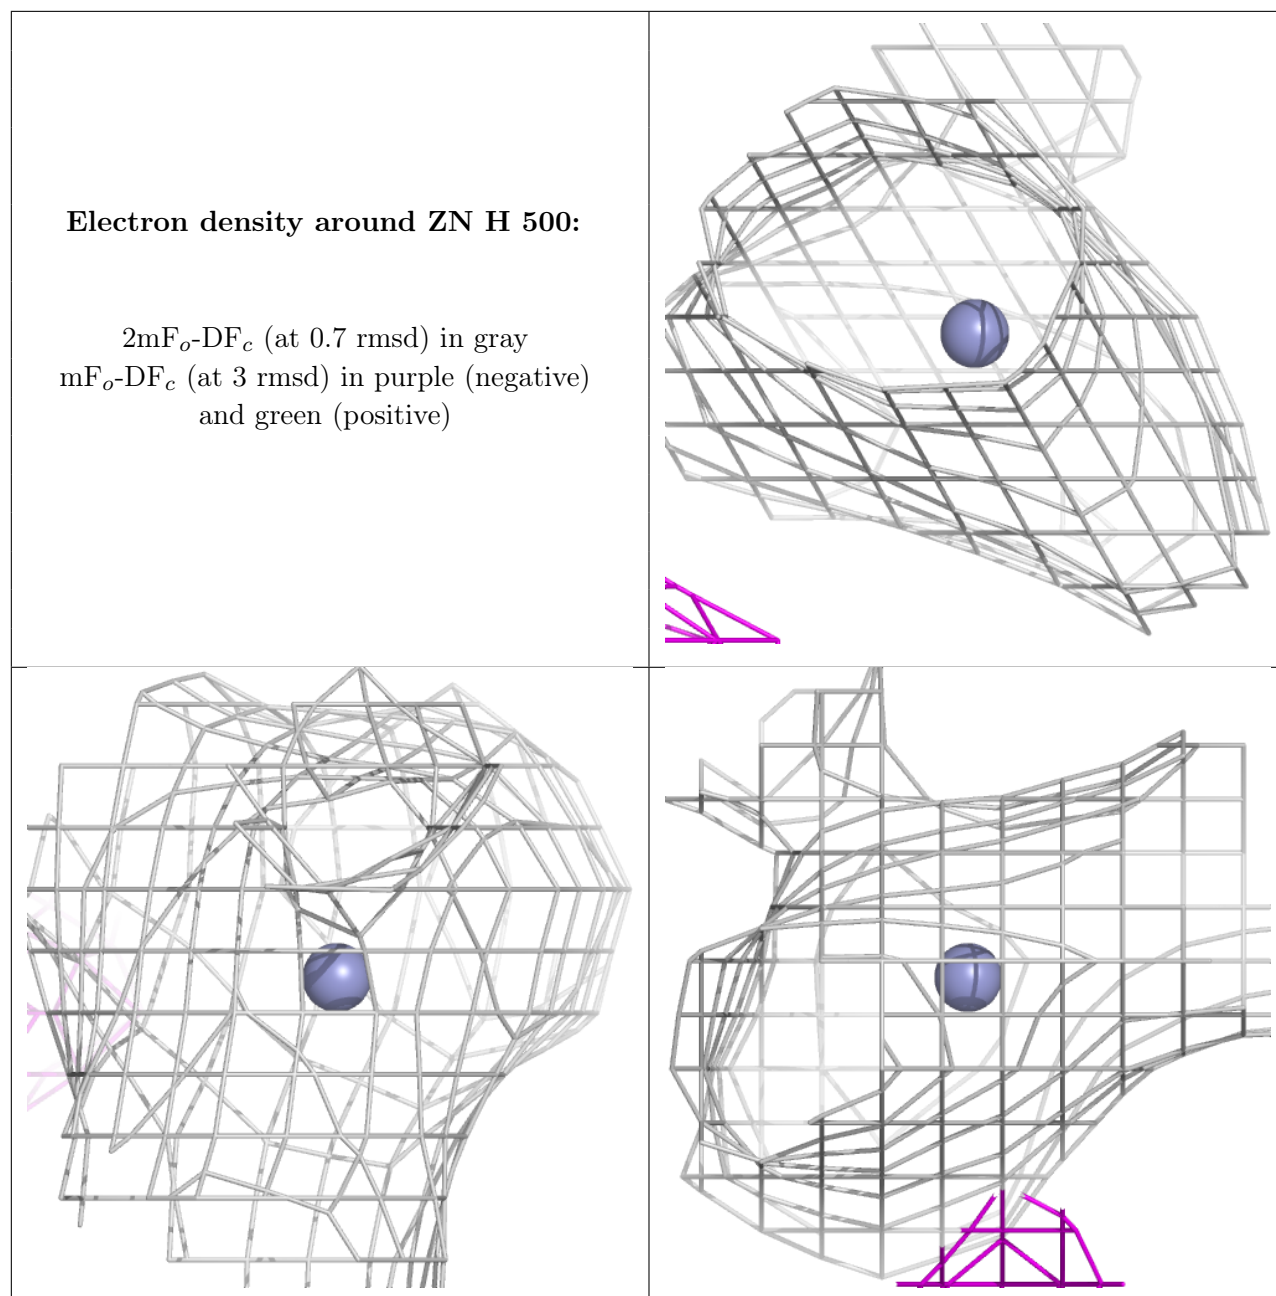 Electron density around ZN H 500:
2mFo-DFc (at 0.7 rmsd) in gray
mFo-DFc (at 3 rmsd) in purple (negative)
and green (positive)